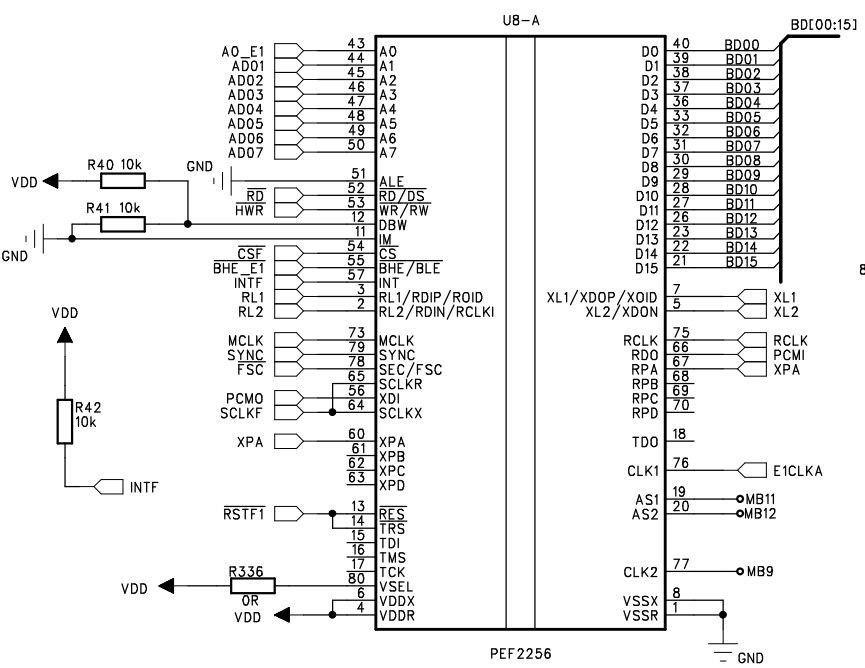 U8-A
BD[00:15]
A0_E1 43 A0 D0 40 BD00
AD01 44 A1 D1 39 BD01
AD02 45 A2 D2 38 BD02
AD03 46 A3 D3 37 BD03
AD04 47 A4 D4 36 BD04
AD05 48 A5 D5 33 BD05
AD06 49 A6 D6 32 BD06
AD07 50 A7 D7 31 BD07
D8 30 BD08
R40 10k GND 51 ALE D9 29 BD09
VDD RD 52 RD/DS D10 28 BD10
R41 10k HWR 53 WR/RW D11 27 BD11
12 DBW D12 26 BD12
GND 11 IM D13 23 BD13
CSF 54 CS D14 22 BD14
BHE_E1 55 BHE/BLE D15 21 BD15
8
INTF 57 INT
RL1 3 RL1/RDIP/ROID XL1/XDOP/XOID 7 XL1
RL2 2 RL2/RDIN/RCLKI XL2/XDON 5 XL2
VDD
MCLK 73 MCLK RCLK 75 RCLK
SYNC 79 SYNC RDO 66 PCMI
FSC 78 SEC/FSC RPA 67 XPA
65 SCLKR RPB 68
PCMO 56 XDI RPC 69
SCLKF 64 SCLKX RPD 70
R42
10k
XPA 60 XPA TDO 18
61 XPB
62 XPC CLK1 76 E1CLKA
63 XPD
INTF
AS1 19 MB11
RSTF1 13 RES AS2 20 MB12
14 TRS
15 TDI
16 TMS
17 TCK CLK2 77 MB9
R336
VDD 0R 80 VSEL
6 VDDX VSSX 8
VDD 4 VDDR VSSR 1
GND
PEF2256